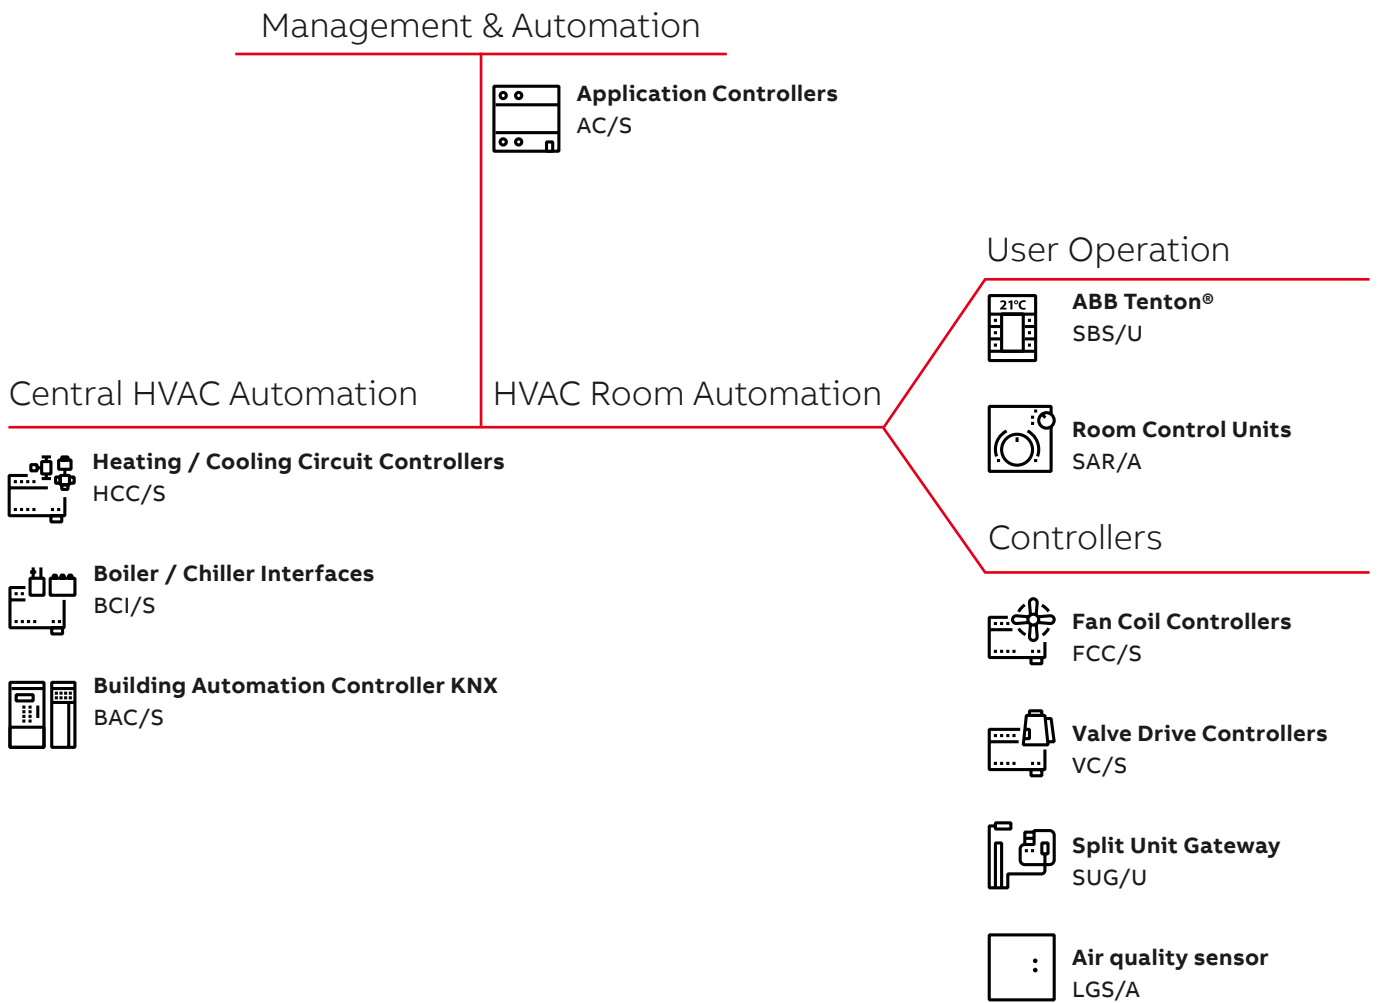 Management & Automation
Application Controllers
AC/S
User Operation
21°C
ABB Tenton®
SBS/U
Room Control Units
SAR/A
Central HVAC Automation
HVAC Room Automation
Heating / Cooling Circuit Controllers
HCC/S
Boiler / Chiller Interfaces
BCI/S
Building Automation Controller KNX
BAC/S
Controllers
Fan Coil Controllers
FCC/S
Valve Drive Controllers
VC/S
Split Unit Gateway
SUG/U
Air quality sensor
LGS/A